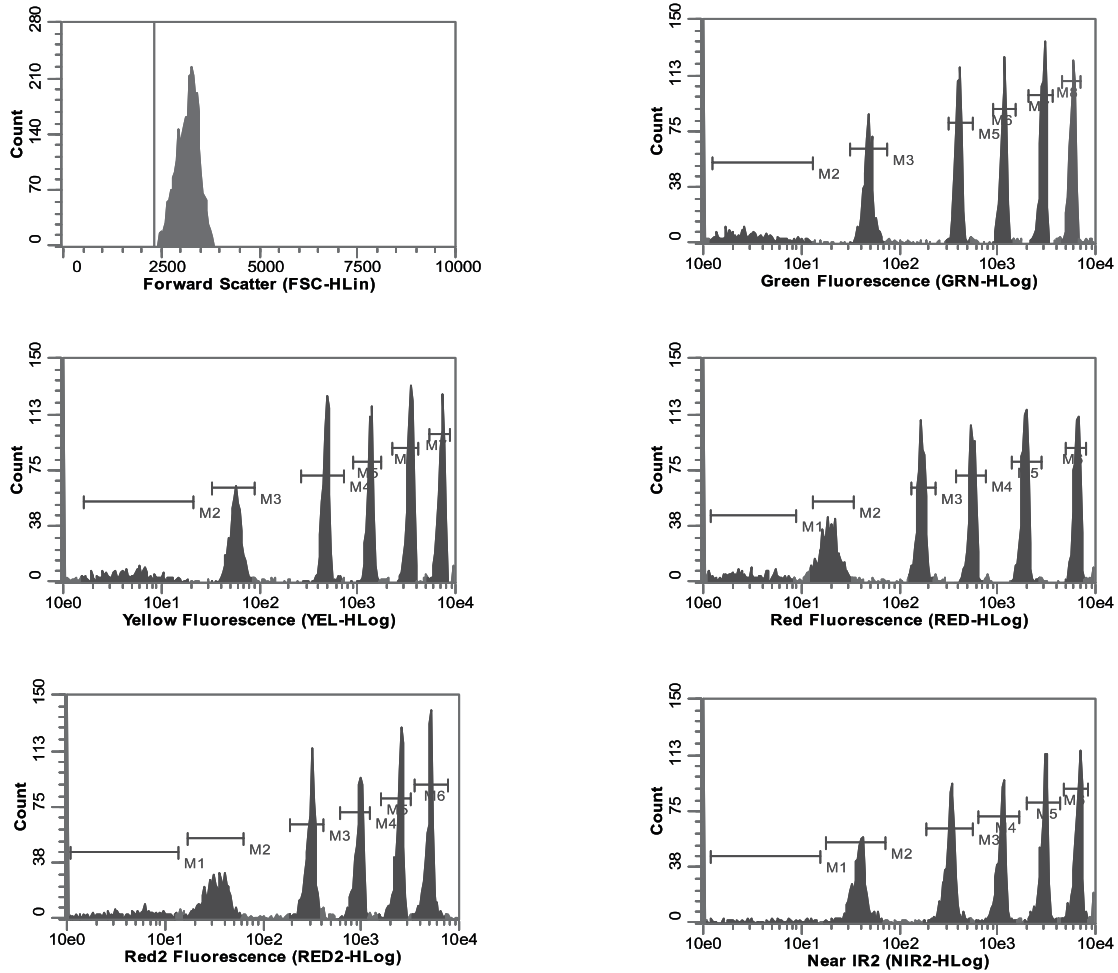 280
210
140
70
0
Count
0 2500 5000 7500 10000
Forward Scatter (FSC-HLin)
150
113
75
38
0
Count
M2
M3
M5
M6
M8
10e0 10e1 10e2 10e3 10e4
Green Fluorescence (GRN-HLog)
150
113
75
38
0
Count
M2
M3
M4
M5
10e0 10e1 10e2 10e3 10e4
Yellow Fluorescence (YEL-HLog)
150
113
75
38
0
Count
M1
M2
M3
M4
10e0 10e1 10e2 10e3 10e4
Red Fluorescence (RED-HLog)
150
113
75
38
0
Count
M1
M2
M3
M4
M5
M6
10e0 10e1 10e2 10e3 10e4
Red2 Fluorescence (RED2-HLog)
150
113
75
38
0
Count
M1
M2
M3
M4
M5
10e0 10e1 10e2 10e3 10e4
Near IR2 (NIR2-HLog)